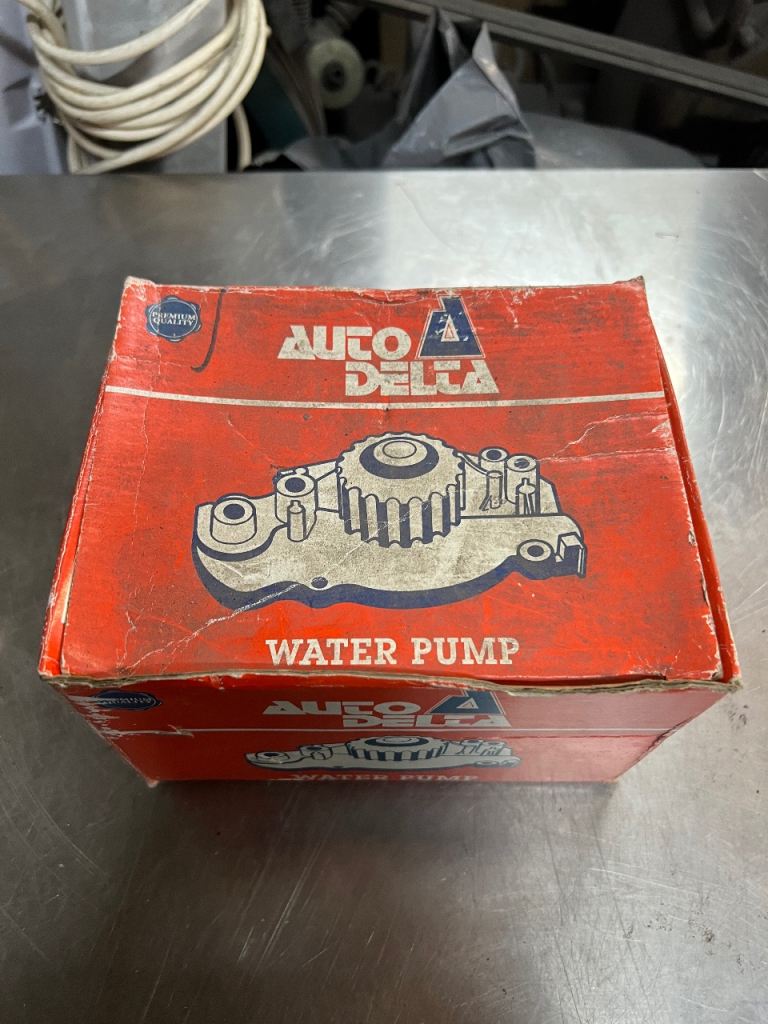 PREMIUM
QUALITY
AUTO
DELTA
WATER PUMP
AUTO
DELTA
WATER PUMP